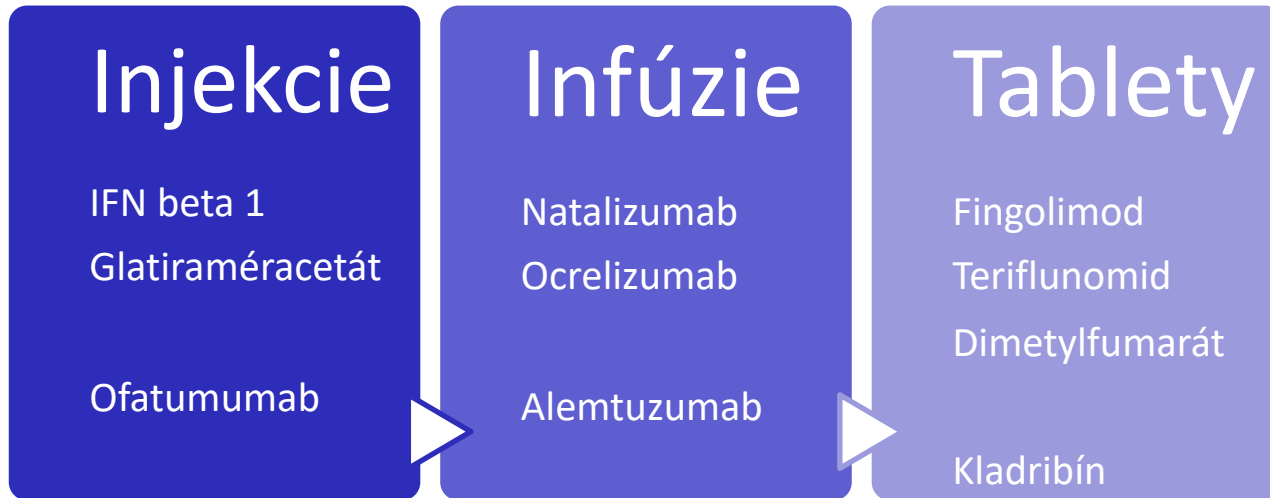 Injekcie
IFN beta 1
Glatiraméracetát
Ofatumumab
Infúzie
Natalizumab
Ocrelizumab
Alemtuzumab
Tablety
Fingolimod
Teriflunomid
Dimetylfumarát
Kladribín